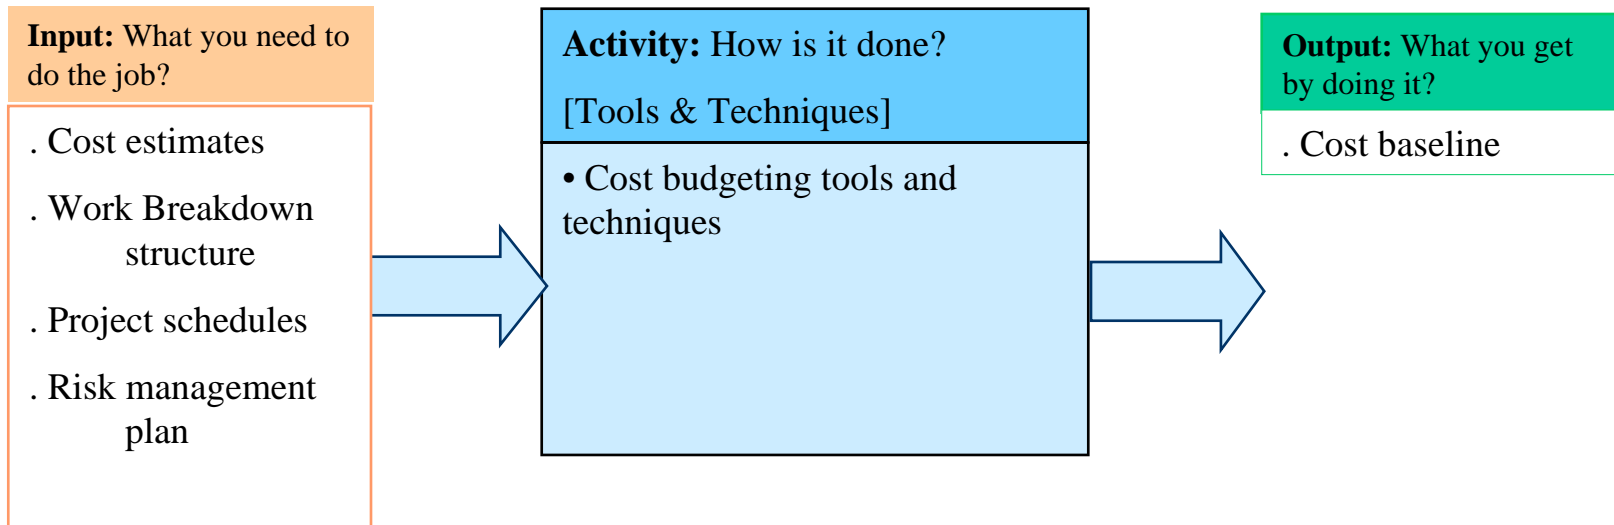 Input: What you need to
do the job?
. Cost estimates
. Work Breakdown
structure
. Project schedules
. Risk management
plan
Activity: How is it done?
[Tools & Techniques]
• Cost budgeting tools and
techniques
Output: What you get
by doing it?
. Cost baseline